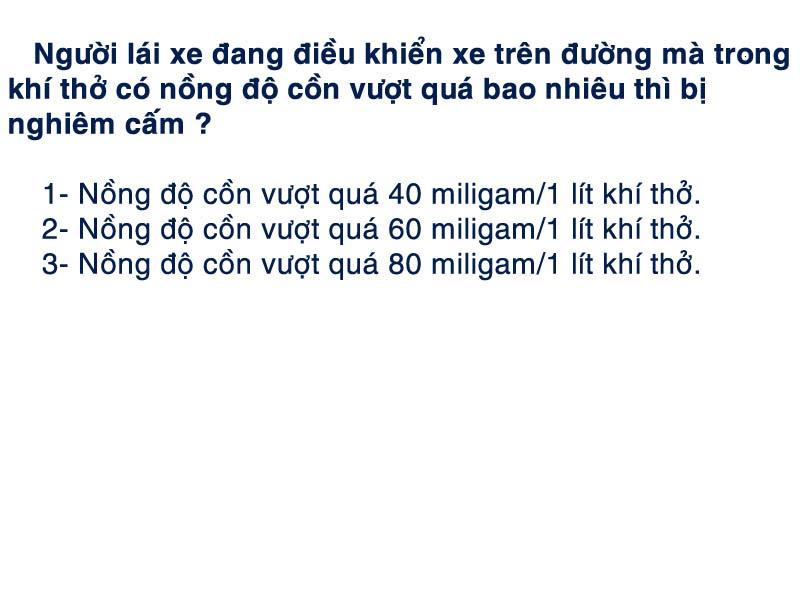 Người lái xe đang điều khiển xe trên đường mà trong
khí thở có nồng độ cồn vượt quá bao nhiêu thì bị
nghiêm cấm ?
1- Nồng độ cồn vượt quá 40 miligam/1 lít khí thở.
2- Nồng độ cồn vượt quá 60 miligam/1 lít khí thở.
3- Nồng độ cồn vượt quá 80 miligam/1 lít khí thở.